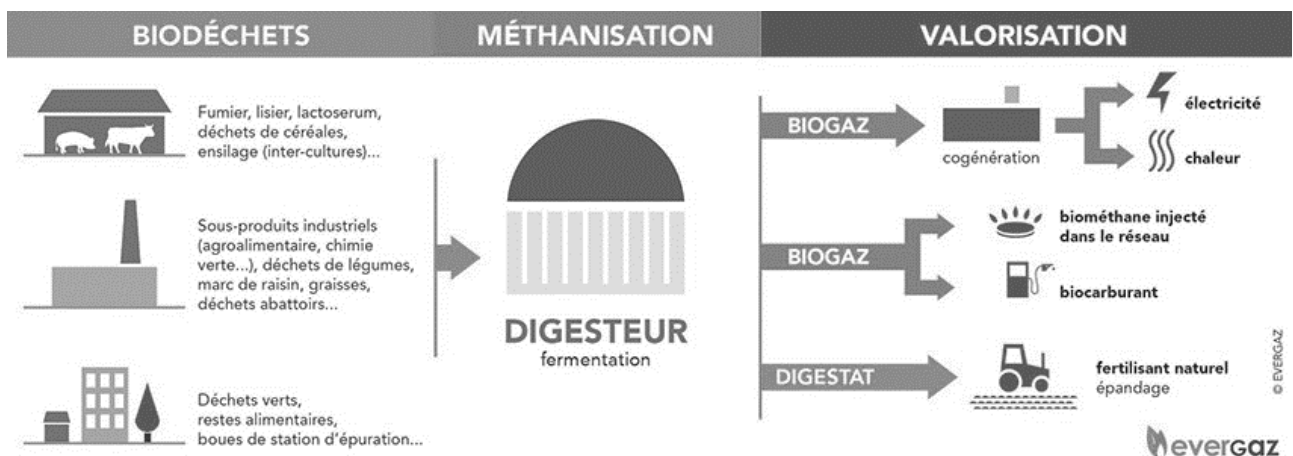 BIODÉCHETS
MÉTHANISATION
VALORISATION
Fumier, lisier, lactoserum,
déchets de céréales,
ensilage (inter-cultures)...
Sous-produits industriels
(agroalimentaire, chimie
verte...), déchets de légumes,
marc de raisin, graisses,
déchets abattoirs...
Déchets verts,
restes alimentaires,
boues de station d'épuration...
DIGESTEUR
fermentation
BIOGAZ
cogénération
électricité
chaleur
BIOGAZ
biométhane injecté
dans le réseau
biocarburant
DIGESTAT
fertilisant naturel
épandage
© EVERGAZ
evergaz